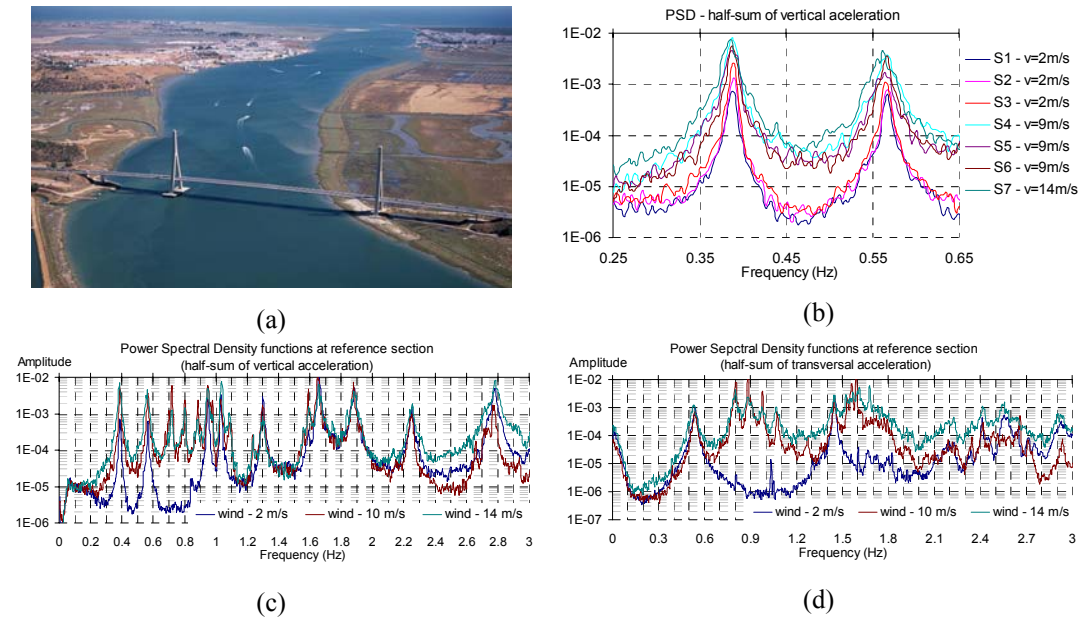 (a)
PSD - half-sum of vertical aceleration
1E-02
1E-03
1E-04
1E-05
1E-06
0.25 0.35 0.45 0.55 0.65
Frequency (Hz)
S1 - v=2m/s
S2 - v=2m/s
S3 - v=2m/s
S4 - v=9m/s
S5 - v=9m/s
S6 - v=9m/s
S7 - v=14m/s
(b)
Power Spectral Density functions at reference section
(half-sum of vertical acceleration)
Amplitude
1E-02
1E-03
1E-04
1E-05
1E-06
wind - 2 m/s wind - 10 m/s wind - 14 m/s
0 0.2 0.4 0.6 0.8 1 1.2 1.4 1.6 1.8 2 2.2 2.4 2.6 2.8 3
Frequency (Hz)
(c)
Power Sepctral Density functions at reference section
(half-sum of transversal acceleration)
Amplitude
1E-02
1E-03
1E-04
1E-05
1E-06
1E-07
wind - 2 m/s wind - 10 m/s wind - 14 m/s
0 0.3 0.6 0.9 1.2 1.5 1.8 2.1 2.4 2.7 3
Frequency (Hz)
(d)